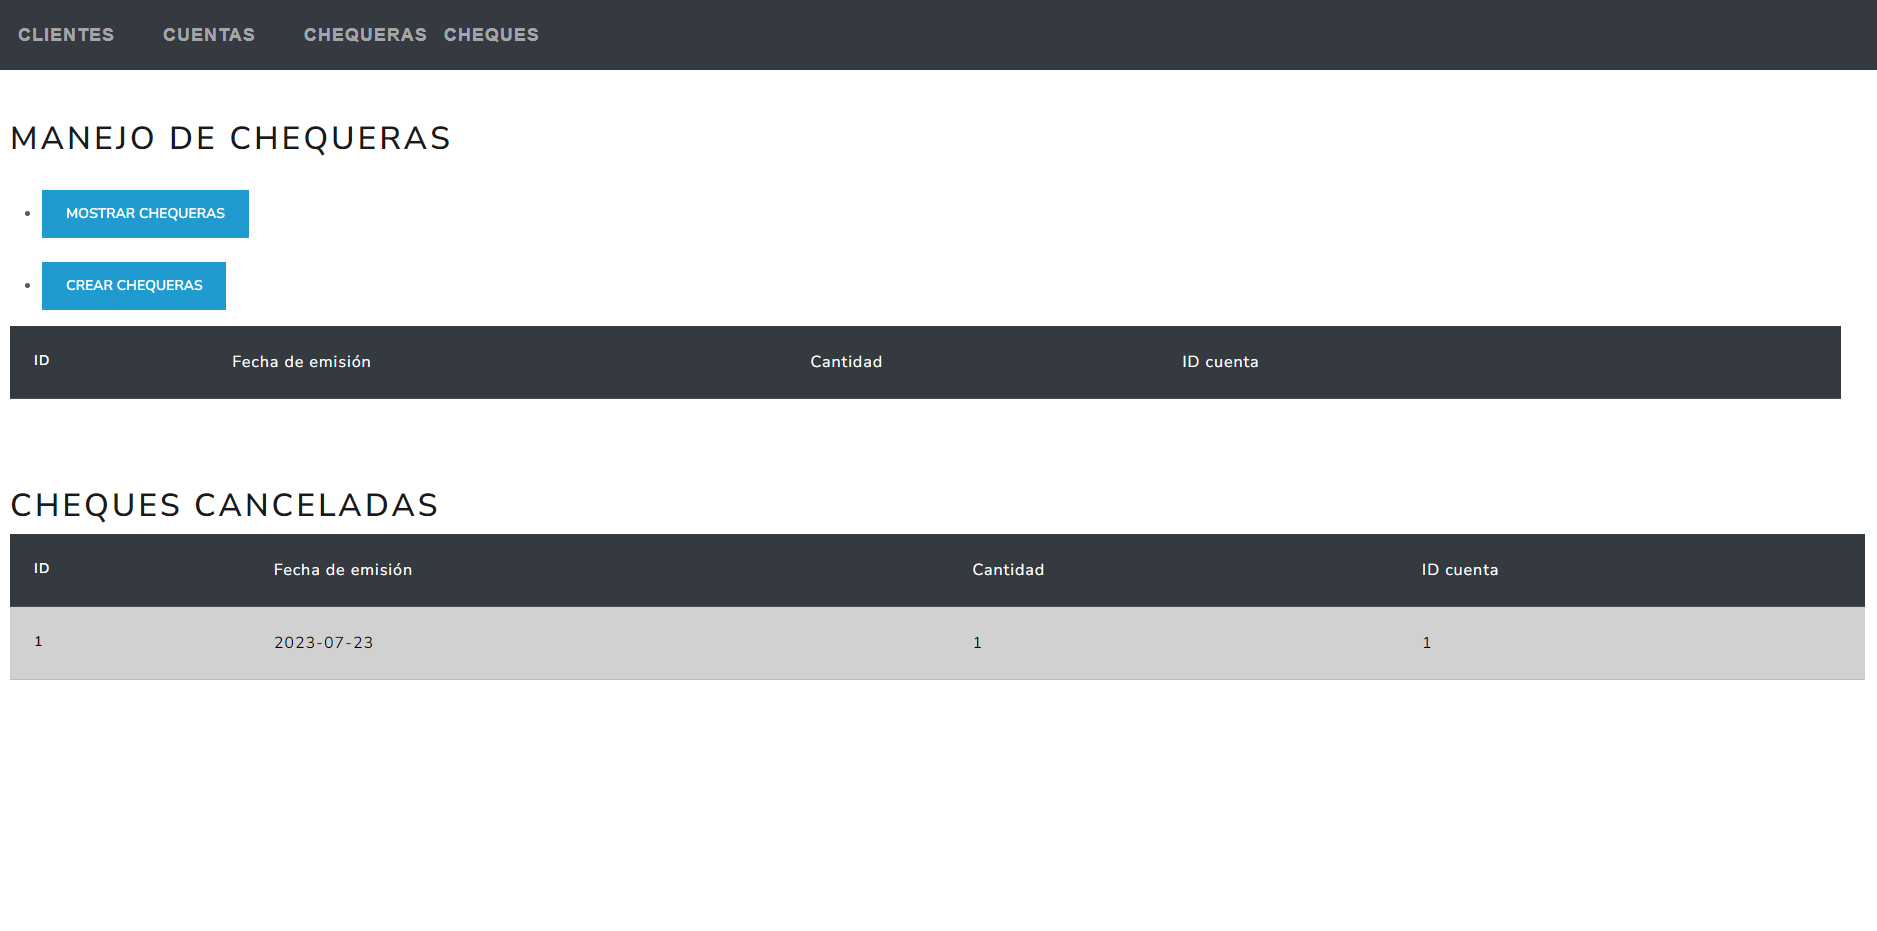 CLIENTES CUENTAS CHEQUERAS CHEQUES
MANEJO DE CHEQUERAS
MOSTRAR CHEQUERAS
CREAR CHEQUERAS
ID Fecha de emisión Cantidad ID cuenta
CHEQUES CANCELADAS
ID Fecha de emisión Cantidad ID cuenta
1 2023-07-23 1 1